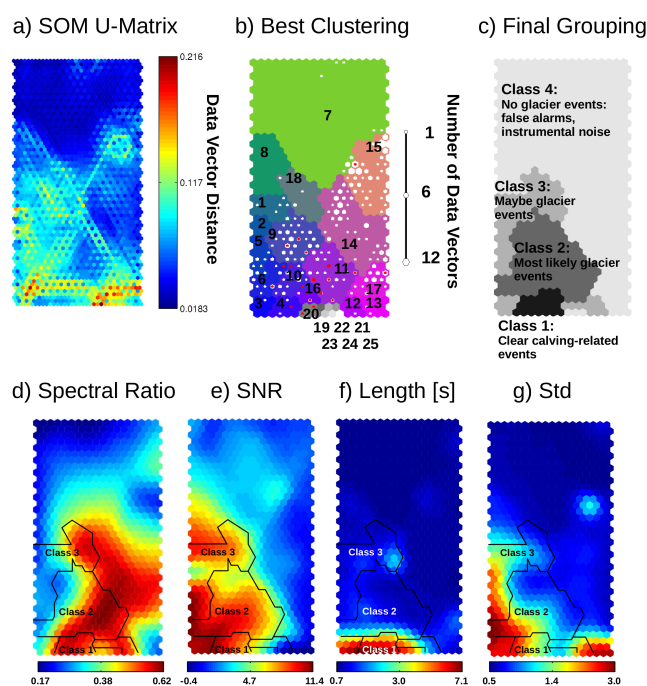 a) SOM U-Matrix
b) Best Clustering
c) Final Grouping
0.216
0.117
0.0183
Data Vector Distance
7
8
15
18
1
2
9
5
14
6
10
11
16
17
3
4
12
13
20
19 22 21
23 24 25
1
6
12
Number of Data Vectors
Class 4:
No glacier events:
false alarms,
instrumental noise
Class 3:
Maybe glacier
events
Class 2:
Most likely glacier
events
Class 1:
Clear calving-related
events
d) Spectral Ratio
e) SNR
f) Length [s]
g) Std
Class 3
Class 2
Class 1
0.17
0.38
0.62
Class 3
Class 2
Class 1
-0.4
4.7
11.4
Class 3
Class 2
Class 1
0.7
3.0
7.1
Class 3
Class 2
Class 1
0.5
1.4
3.0